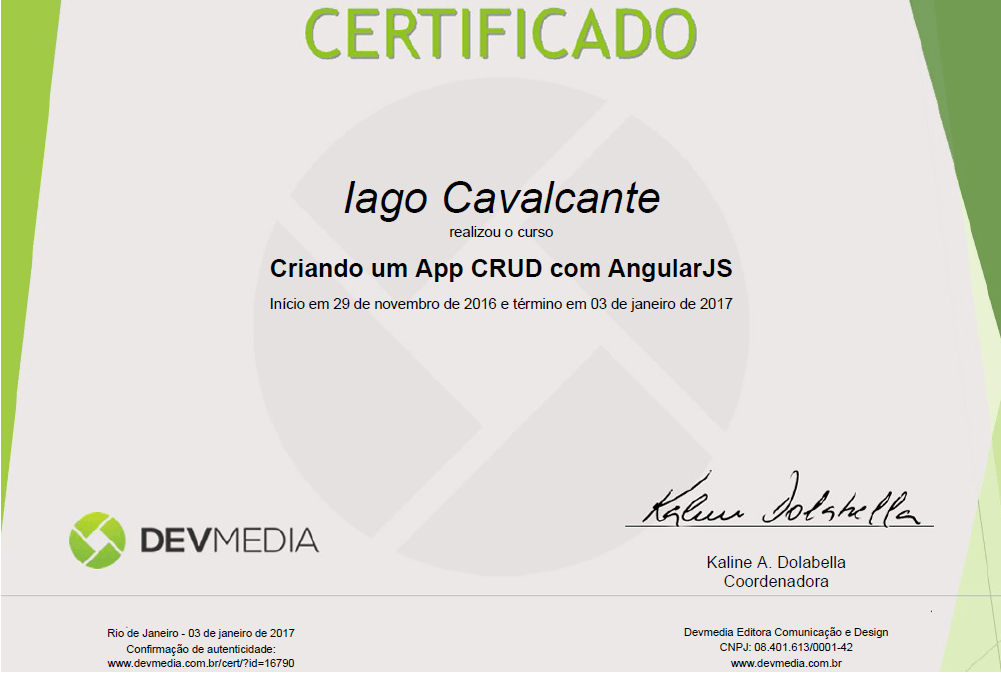 CERTIFICADO
Iago Cavalcante
realizou o curso
Criando um App CRUD com AngularJS
Início em 29 de novembro de 2016 e término em 03 de janeiro de 2017
Kaline Dolabella
DEVMEDIA
Kaline A. Dolabella
Coordenadora
Rio de Janeiro - 03 de janeiro de 2017
Confirmação de autenticidade:
www.devmedia.com.br/cert/?id=16790
Devmedia Editora Comunicação e Design
CNPJ: 08.401.613/0001-42
www.devmedia.com.br